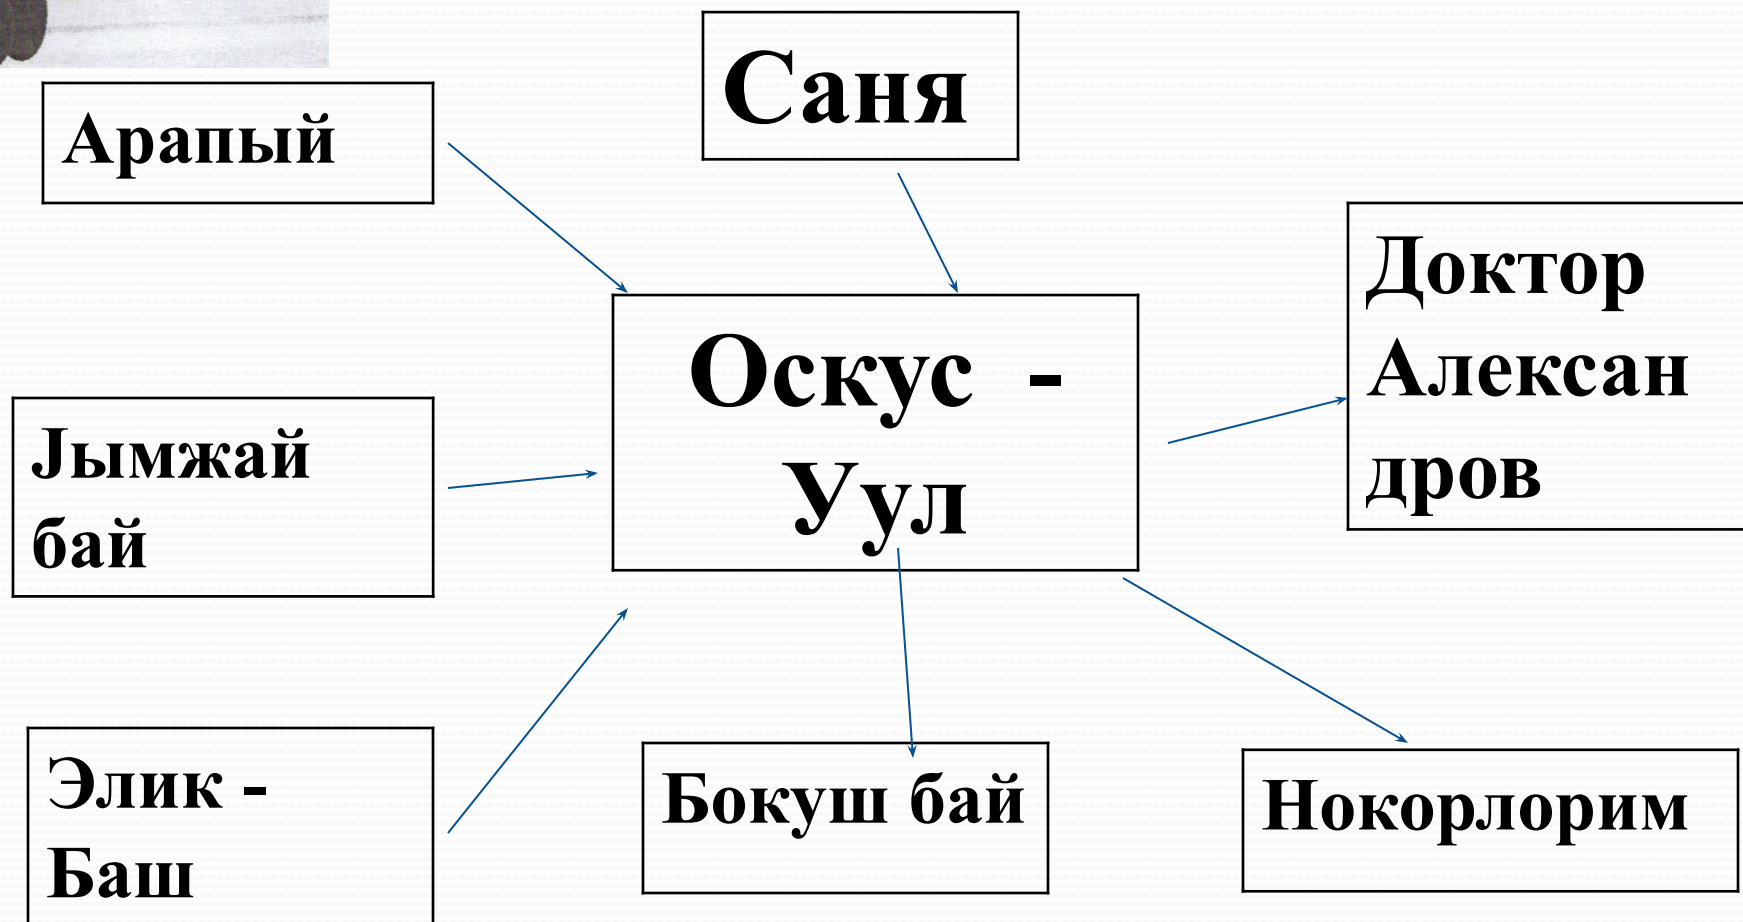 Саня
Арапый
Доктор
Алексан
дров
Оскус -
Уул
Јымжай
бай
Элик -
Баш
Бокуш бай
Нокорлорим